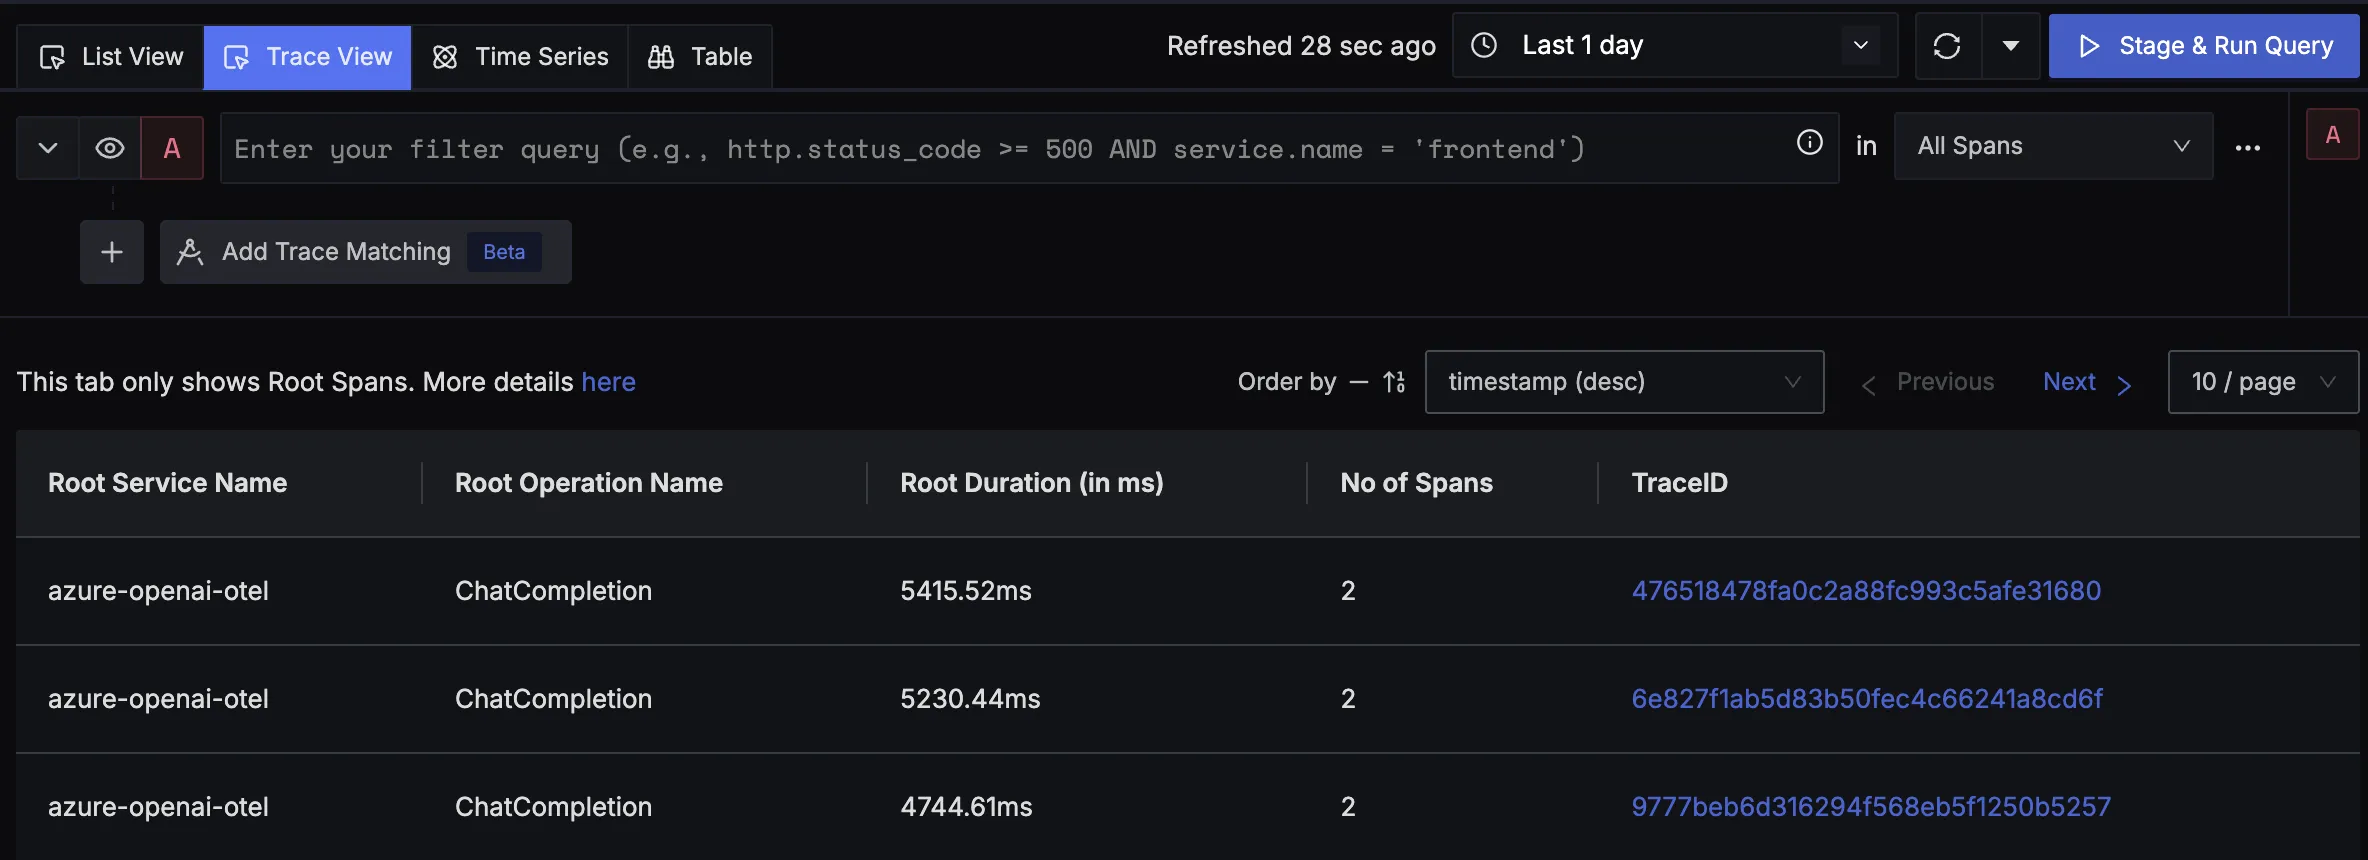 List View Trace View Time Series Table Refreshed 28 sec ago Last 1 day Stage & Run Query
A Enter your filter query (e.g., http.status_code >= 500 AND service.name = 'frontend') in All Spans ... A
+ Add Trace Matching Beta
This tab only shows Root Spans. More details here Order by — timestamp (desc) < Previous Next > 10 / page
Root Service Name Root Operation Name Root Duration (in ms) No of Spans TraceID
azure-openai-otel ChatCompletion 5415.52ms 2 476518478fa0c2a88fc993c5afe31680
azure-openai-otel ChatCompletion 5230.44ms 2 6e827f1ab5d83b50fec4c66241a8cd6f
azure-openai-otel ChatCompletion 4744.61ms 2 9777beb6d316294f568eb5f1250b5257